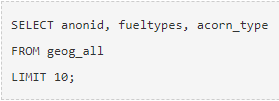 SELECT anonid, fueltypes, acorn_type
FROM geog_all
LIMIT 10;